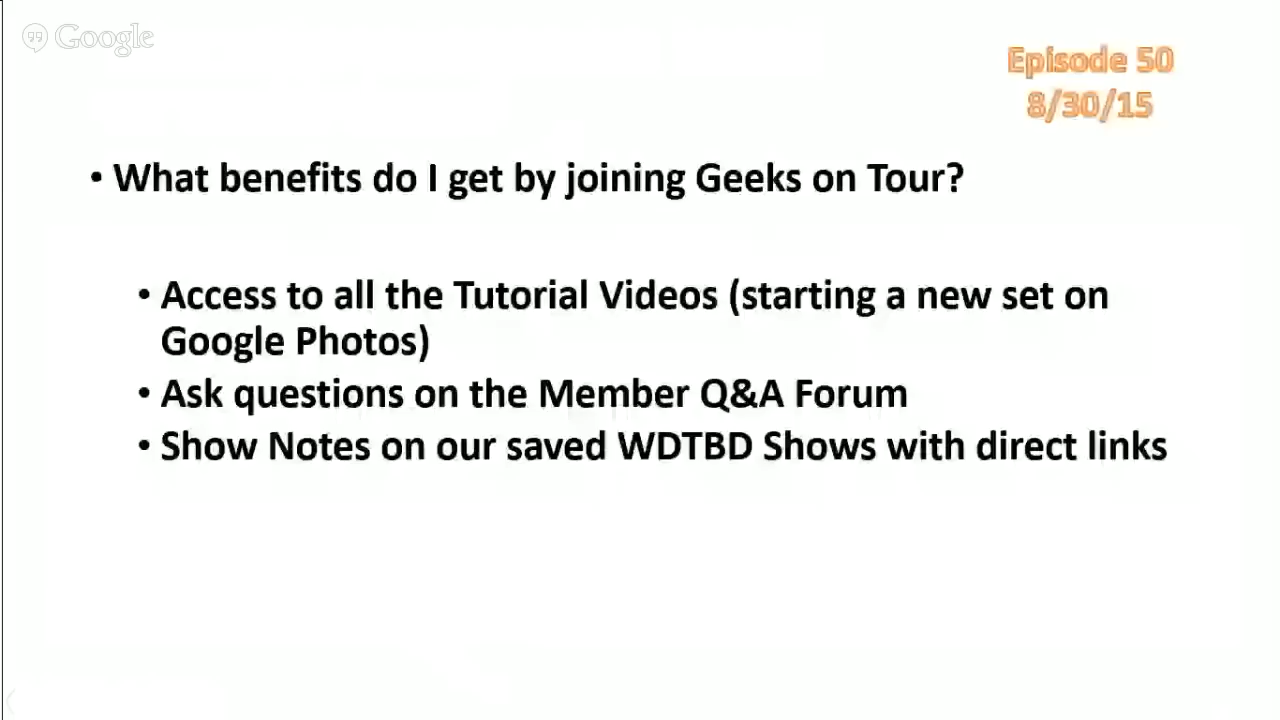 Google
Episode 50
8/30/15
• What benefits do I get by joining Geeks on Tour?
• Access to all the Tutorial Videos (starting a new set on
Google Photos)
• Ask questions on the Member Q&A Forum
• Show Notes on our saved WDTBD Shows with direct links